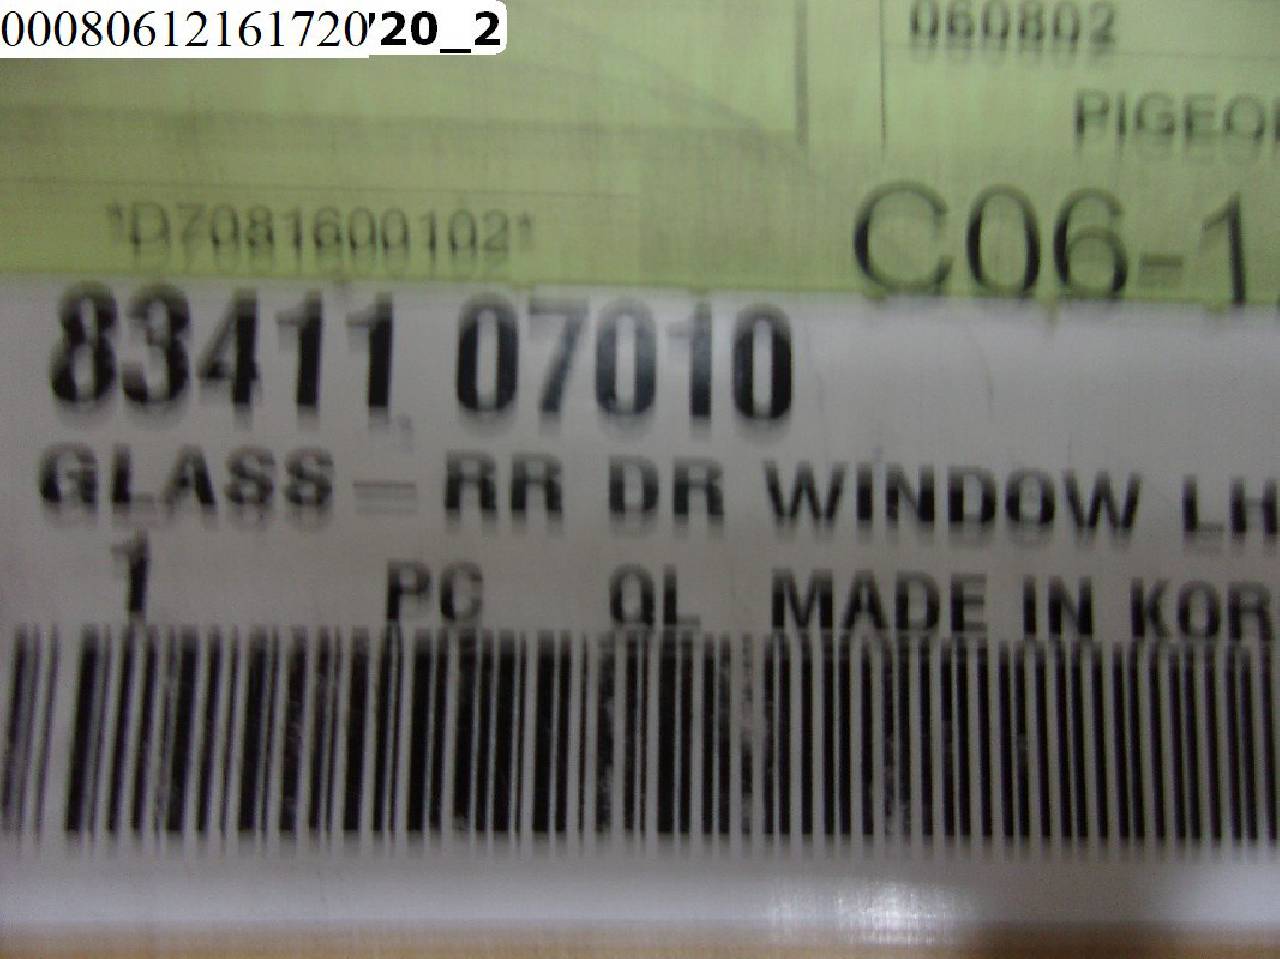 00080612161720'20_2
060802
PIGEO
*D7081600102*
C06-1
83411 07010
GLASS - RR DR WINDOW LH
1 PC QL MADE IN KOR